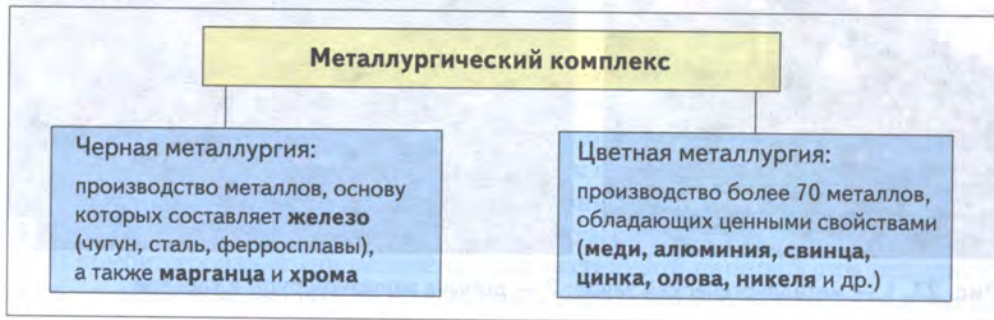 Металлургический комплекс
Черная металлургия:
производство металлов, основу
которых составляет железо
(чугун, сталь, ферросплавы),
а также марганца и хрома
Цветная металлургия:
производство более 70 металлов,
обладающих ценными свойствами
(меди, алюминия, свинца,
цинка, олова, никеля и др.)